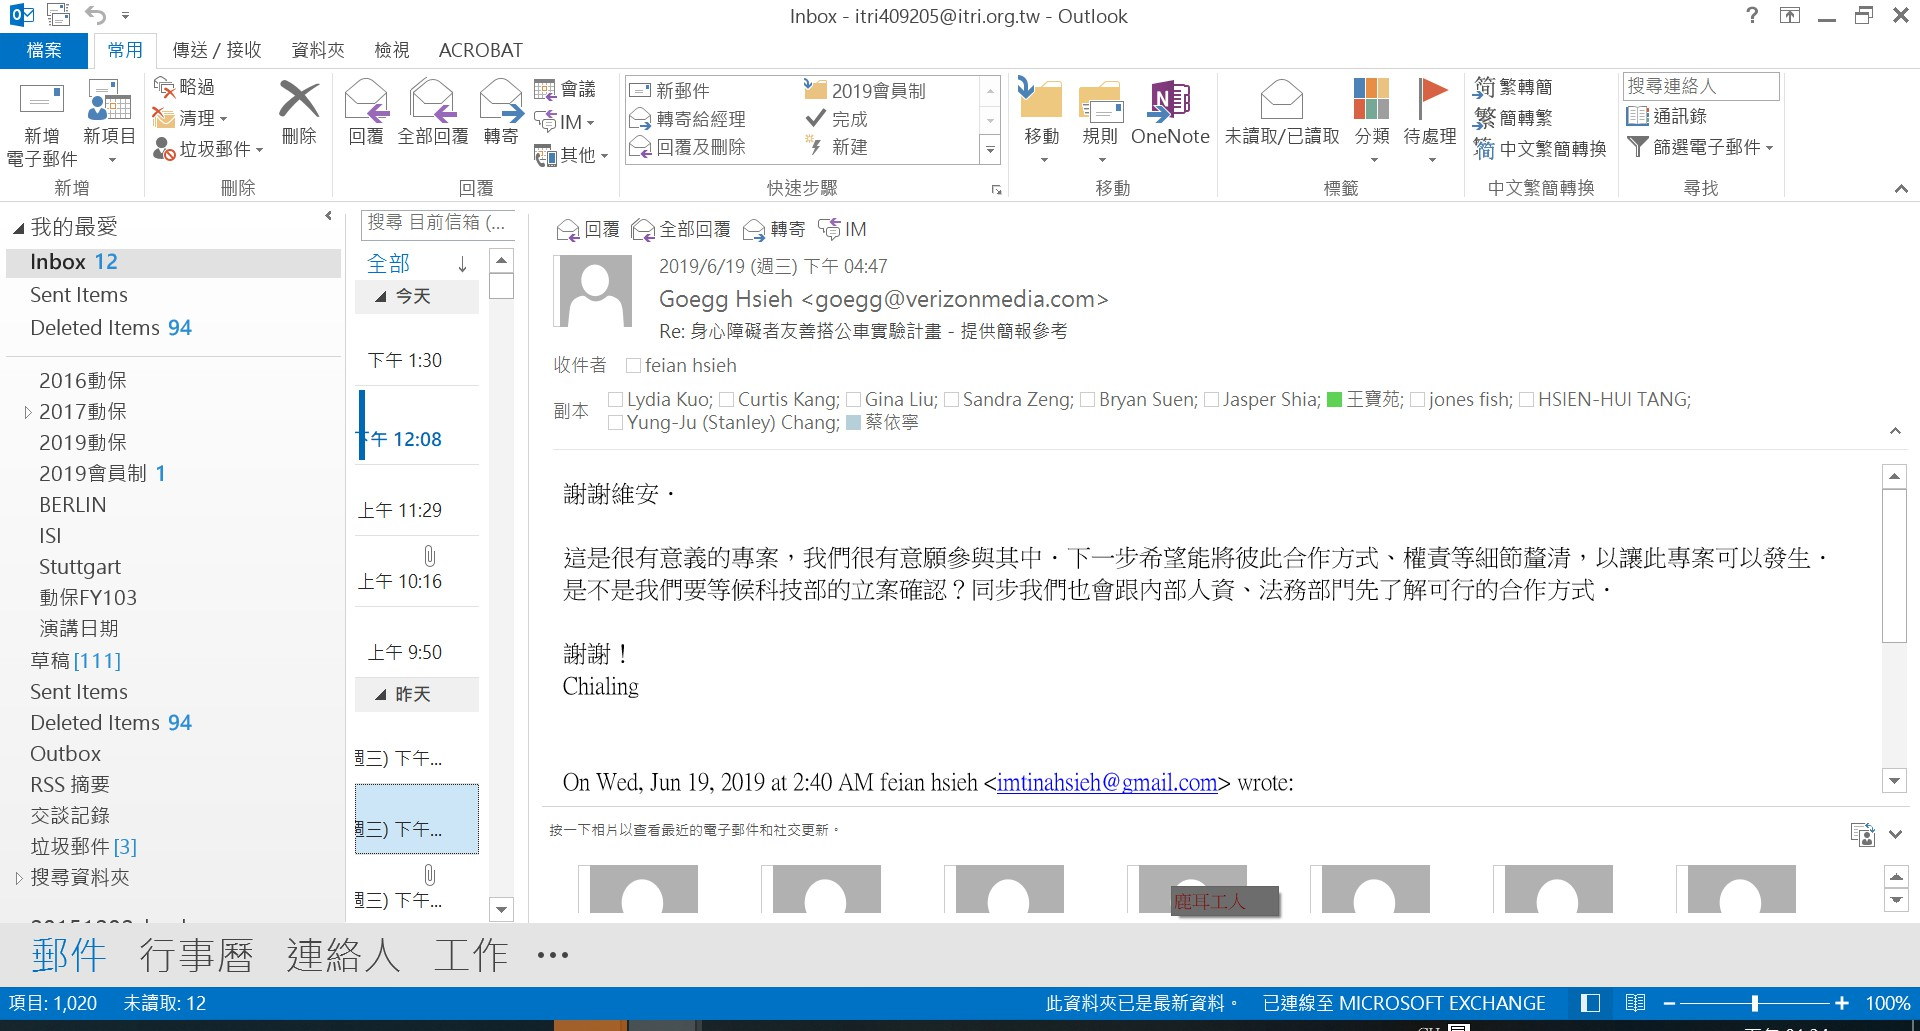 Inbox - itri409205@itri.org.tw - Outlook
檔案 常用 傳送 / 接收 資料夾 檢視 ACROBAT
新增
電子郵件
新項目
新增
略過
清理
垃圾郵件
刪除
刪除
回覆 全部回覆 轉寄
會議
IM
其他
回覆
新郵件
轉寄給經理
回覆及刪除
2019會員制
完成
新建
快速步驟
移動 規則 OneNote
移動
未讀取/已讀取 分類 待處理
標籤
繁轉簡
簡轉繁
中文繁簡轉換
中文繁簡轉換
搜尋連絡人
通訊錄
篩選電子郵件
尋找
我的最愛
Inbox 12
Sent Items
Deleted Items 94
2016動保
2017動保
2019動保
2019會員制 1
BERLIN
ISI
Stuttgart
動保FY103
演講日期
草稿 [111]
Sent Items
Deleted Items 94
Outbox
RSS 摘要
交談記錄
垃圾郵件 [3]
搜尋資料夾
搜尋 目前信箱 (...
全部
今天
下午 1:30
下午 12:08
上午 11:29
上午 10:16
上午 9:50
昨天
週三) 下午...
週三) 下午...
週三) 下午...
回覆 全部回覆 轉寄 IM
2019/6/19 (週三) 下午 04:47
Goegg Hsieh <goegg@verizonmedia.com>
Re: 身心障礙者友善搭公車實驗計畫 - 提供簡報參考
收件者 feian hsieh
副本 Lydia Kuo; Curtis Kang; Gina Liu; Sandra Zeng; Bryan Suen; Jasper Shia; 王寶苑; jones fish; HSIEN-HUI TANG;
Yung-Ju (Stanley) Chang; 蔡依寧
謝謝維安．
這是很有意義的專案，我們很有意願參與其中．下一步希望能將彼此合作方式、權責等細節釐清，以讓此專案可以發生．
是不是我們要等候科技部的立案確認？同步我們也會跟內部人資、法務部門先了解可行的合作方式．
謝謝！
Chialing
On Wed, Jun 19, 2019 at 2:40 AM feian hsieh <imtinahsieh@gmail.com> wrote:
按一下相片以查看最近的電子郵件和社交更新。
鹿耳工人
郵件 行事曆 連絡人 工作 •••
項目: 1,020 未讀取: 12 此資料夾已是最新資料。 已連線至 MICROSOFT EXCHANGE 100%